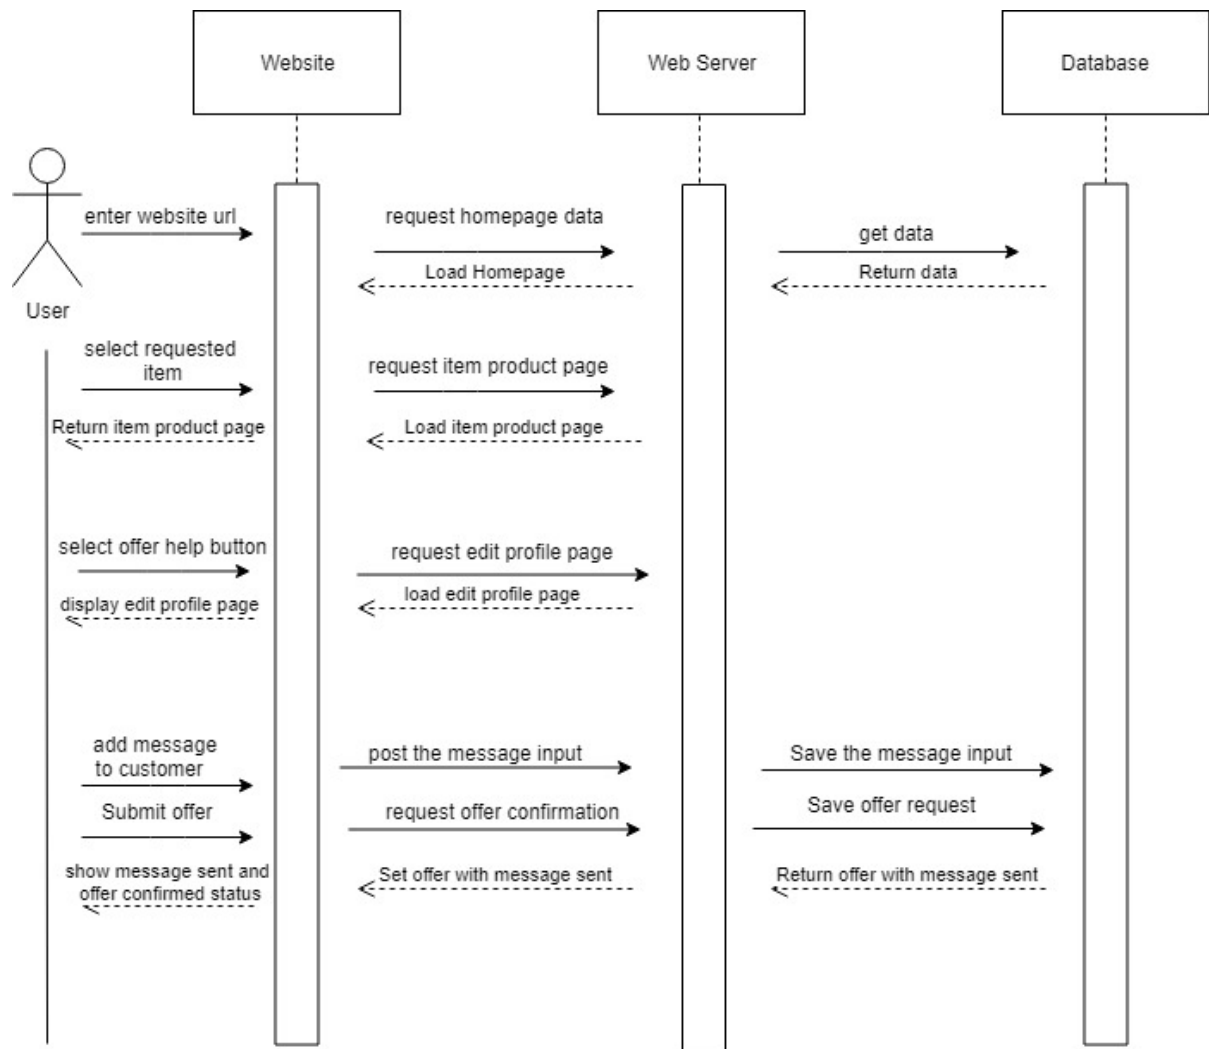 Website
Web Server
Database
enter website url
request homepage data
get data
Load Homepage
Return data
User
select requested
item
request item product page
Return item product page
Load item product page
select offer help button
request edit profile page
display edit profile page
load edit profile page
add message
to customer
post the message input
Save the message input
Submit offer
request offer confirmation
Save offer request
show message sent and
offer confirmed status
Set offer with message sent
Return offer with message sent